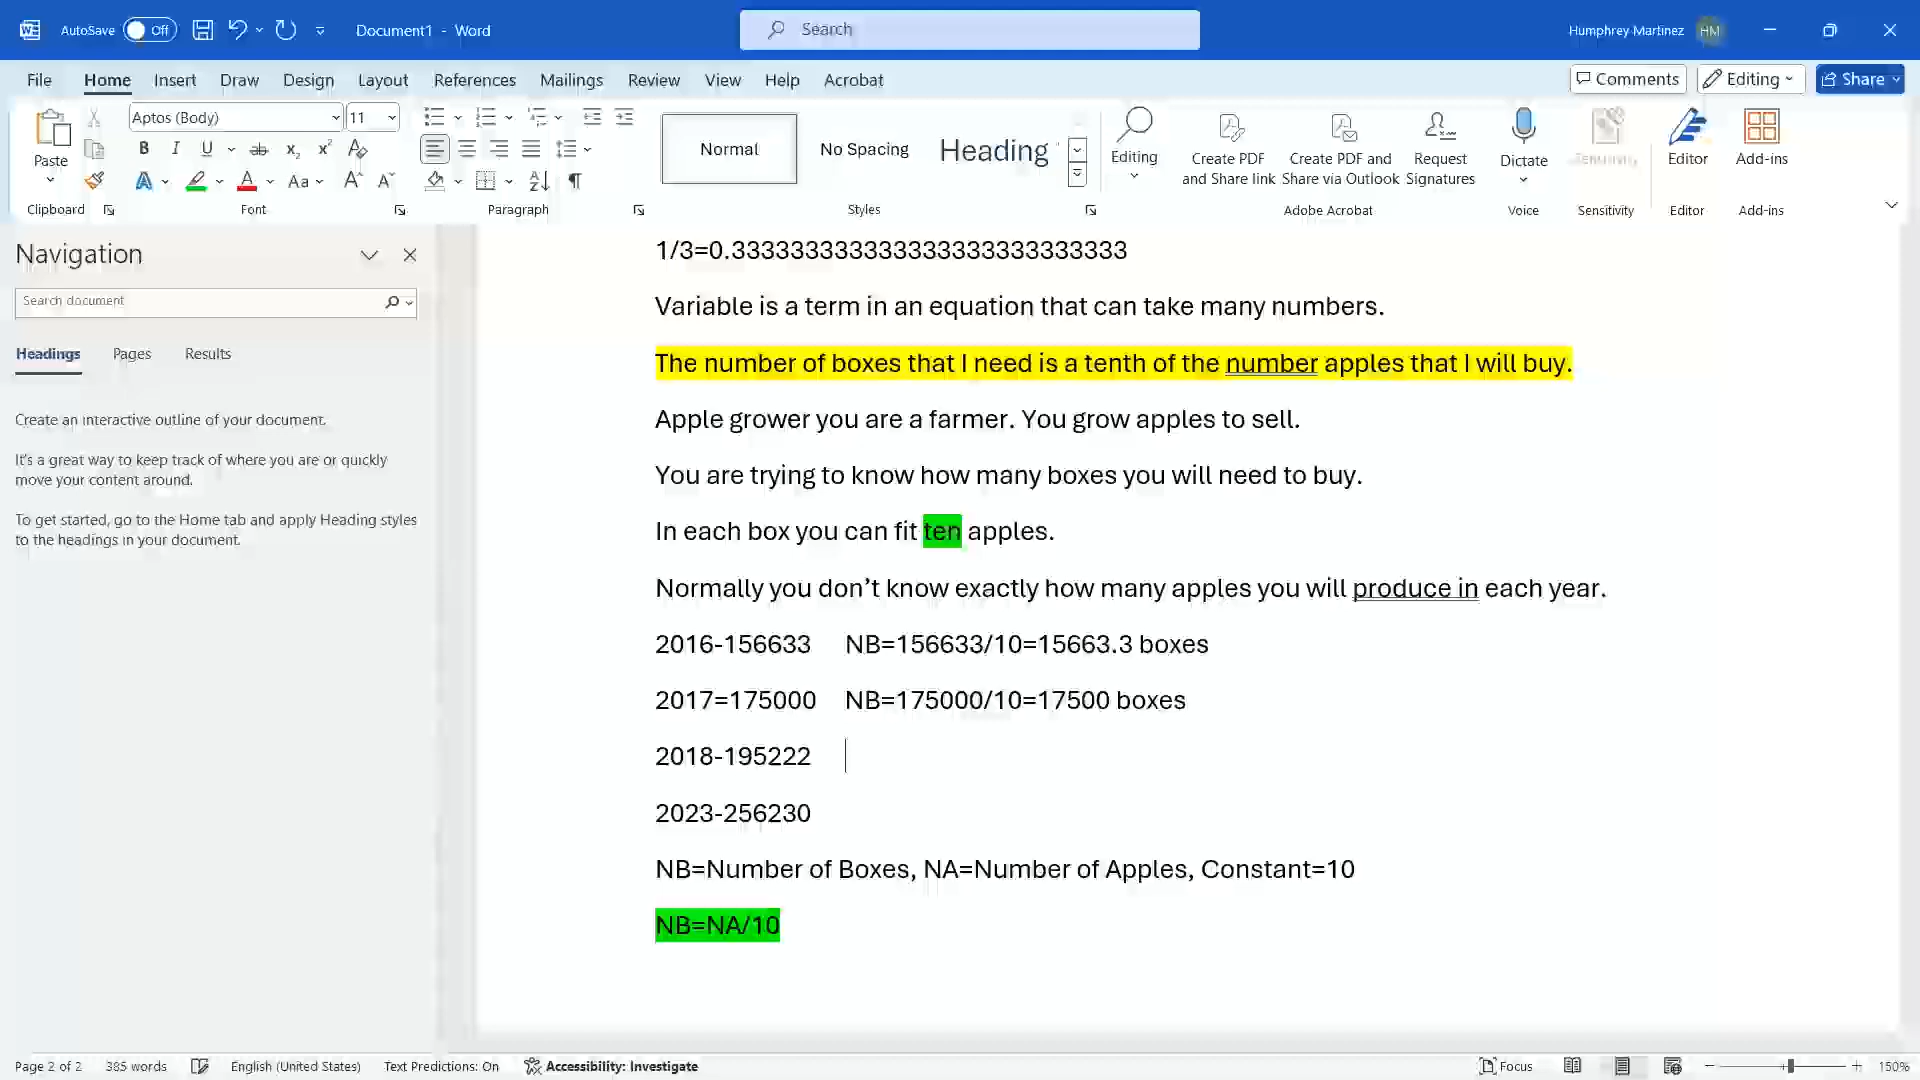 AutoSave Off Document1 - Word Search Humphrey Martinez HM
File Home Insert Draw Design Layout References Mailings Review View Help Acrobat Comments Editing Share
Paste Aptos (Body) 11 Normal No Spacing Heading Editing Create PDF and Share link Create PDF and Share via Outlook Request Signatures Dictate Sensitivity Editor Add-ins
Clipboard Font Paragraph Styles Adobe Acrobat Voice Sensitivity Editor Add-ins
Navigation
Search document
Headings Pages Results
Create an interactive outline of your document.
It's a great way to keep track of where you are or quickly
move your content around.
To get started, go to the Home tab and apply Heading styles
to the headings in your document.
Variable is a term in an equation that can take many numbers.
The number of boxes that I need is a tenth of the number apples that I will buy.
Apple grower you are a farmer. You grow apples to sell.
You are trying to know how many boxes you will need to buy.
In each box you can fit ten apples.
Normally you don’t know exactly how many apples you will produce in each year.
2016-156633 NB=156633/10=15663.3 boxes
2017=175000 NB=175000/10=17500 boxes
2018-195222
2023-256230
NB=Number of Boxes, NA=Number of Apples, Constant=10
NB=NA/10
Page 2 of 2 385 words English (United States) Text Predictions: On Accessibility: Investigate Focus 150%